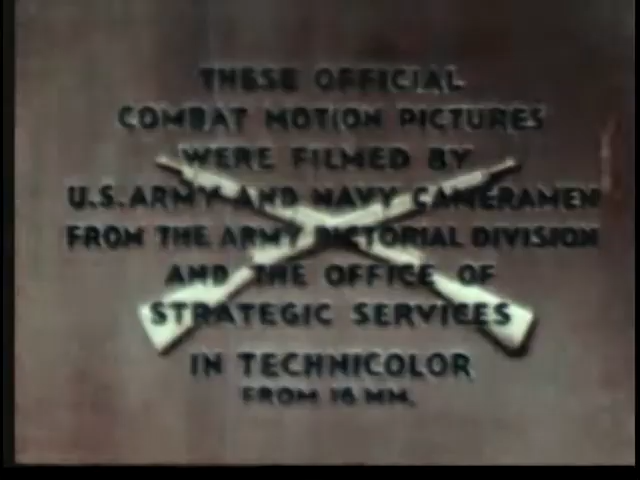 THESE OFFICIAL
COMBAT MOTION PICTURES
WERE FILMED BY
U.S. ARMY AND NAVY CAMERAMEN
FROM THE ARMY PICTORIAL DIVISION
AND THE OFFICE OF
STRATEGIC SERVICES
IN TECHNICOLOR
FROM 16 MM.